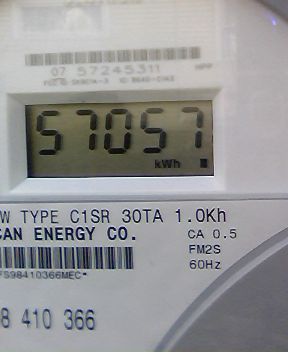 07 57245311
57057
kWh
W TYPE C1SR 30TA 1.0Kh
CAN ENERGY CO.
CA 0.5
FM2S
60Hz
FS98410366MEC*
8 410 366